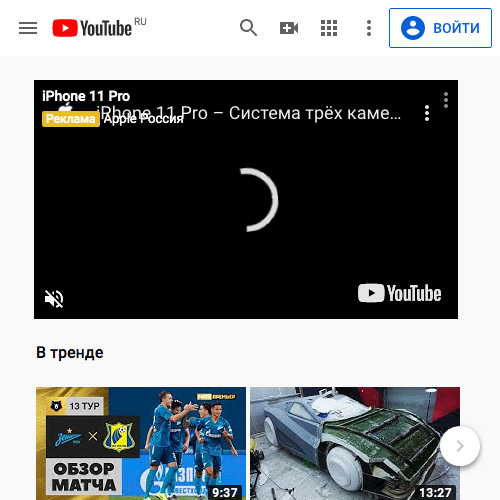 YouTube RU
ВОЙТИ
iPhone 11 Pro
iPhone 11 Pro – Система трёх каме...
Реклама Apple Россия
YouTube
В тренде
13 ТУР
ОБЗОР
МАТЧА
9:37
13:27